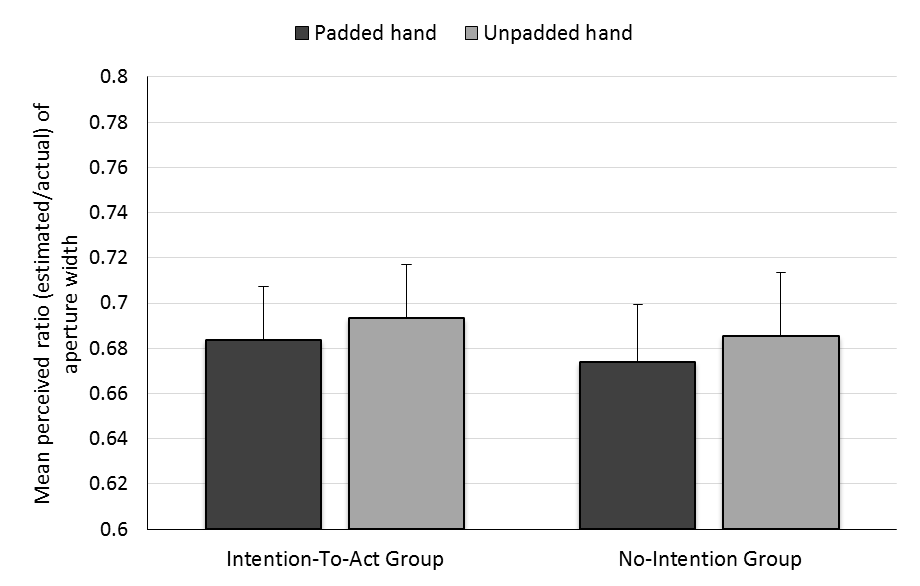 Padded hand Unpadded hand
Mean perceived ratio (estimated/actual) of
aperture width
0.8
0.78
0.76
0.74
0.72
0.7
0.68
0.66
0.64
0.62
0.6
Intention-To-Act Group No-Intention Group